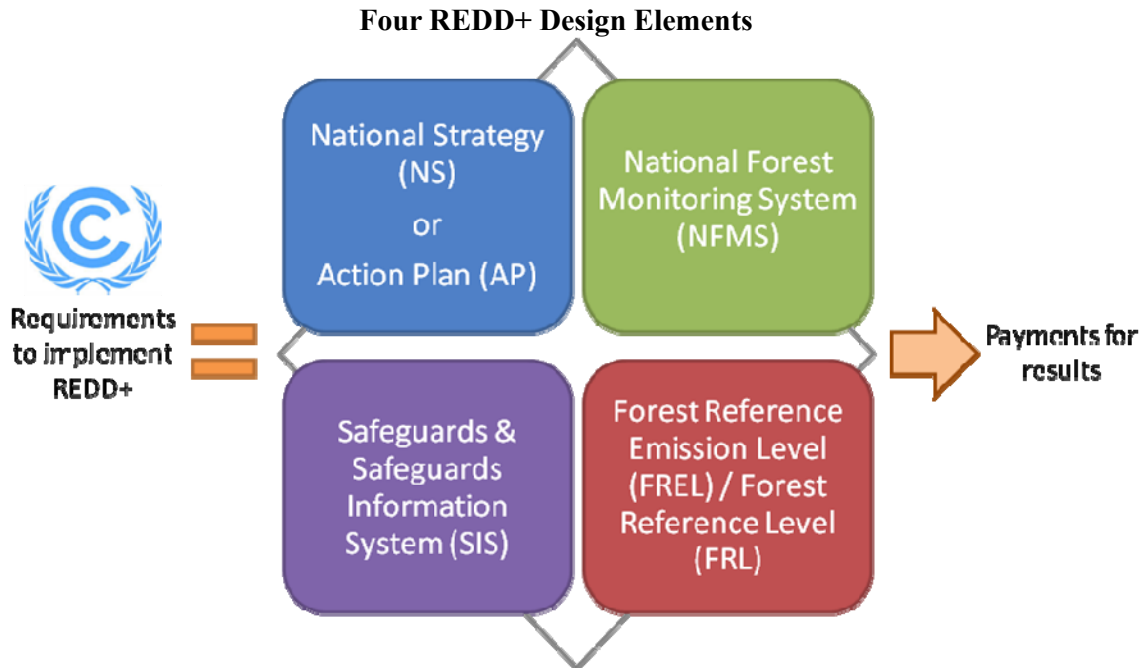 Four REDD+ Design Elements
Requirements
to implement
REDD+
National Strategy
(NS)
or
Action Plan (AP)
National Forest
Monitoring System
(NFMS)
Safeguards &
Safeguards
Information
System (SIS)
Forest Reference
Emission Level
(FREL) / Forest
Reference Level
(FRL)
Payments for
results